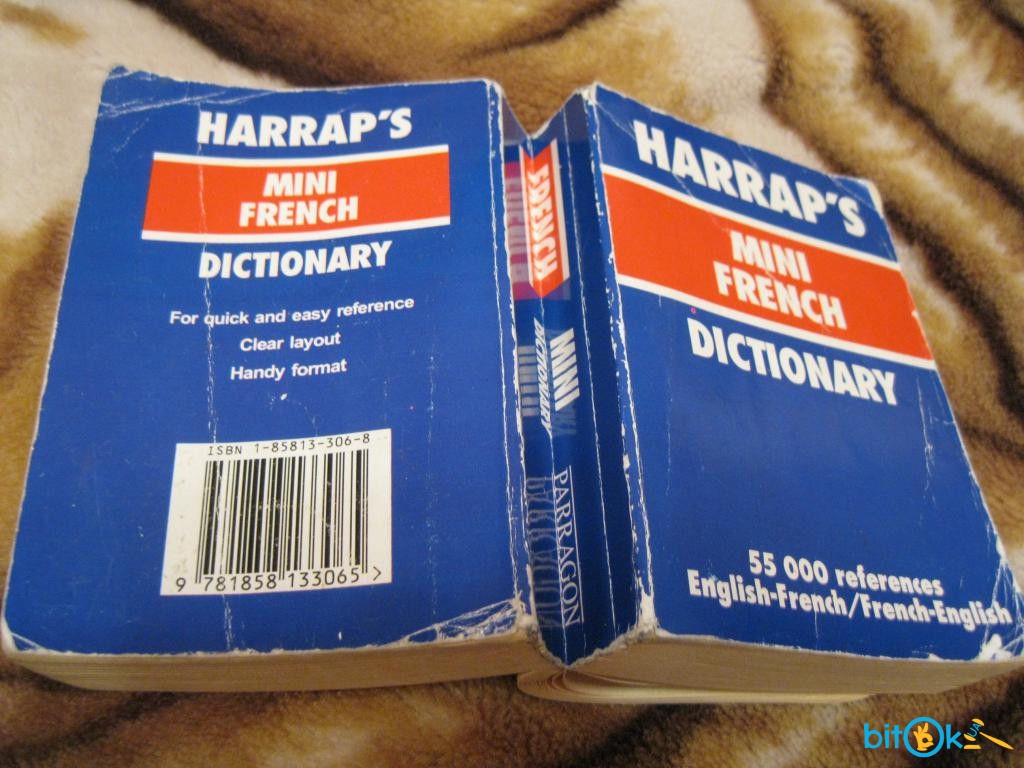 HARRAP'S
MINI
FRENCH
DICTIONARY
For quick and easy reference
Clear layout
Handy format
ISBN 1-85813-306-8
9 781858 133065 >
FRENCH
MINI
DICTIONARY
PARRAGON
HARRAP'S
MINI
FRENCH
DICTIONARY
55 000 references
English-French/French-English
bitOk UA